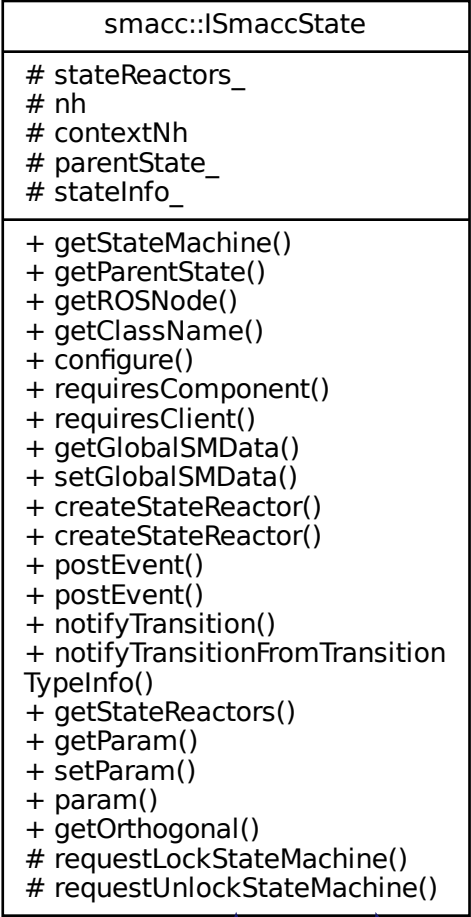 smacc::ISmaccState
# stateReactors_
# nh
# contextNh
# parentState_
# stateInfo_
+ getStateMachine()
+ getParentState()
+ getROSNode()
+ getClassName()
+ configure()
+ requiresComponent()
+ requiresClient()
+ getGlobalSMData()
+ setGlobalSMData()
+ createStateReactor()
+ createStateReactor()
+ postEvent()
+ postEvent()
+ notifyTransition()
+ notifyTransitionFromTransition
TypeInfo()
+ getStateReactors()
+ getParam()
+ setParam()
+ param()
+ getOrthogonal()
# requestLockStateMachine()
# requestUnlockStateMachine()